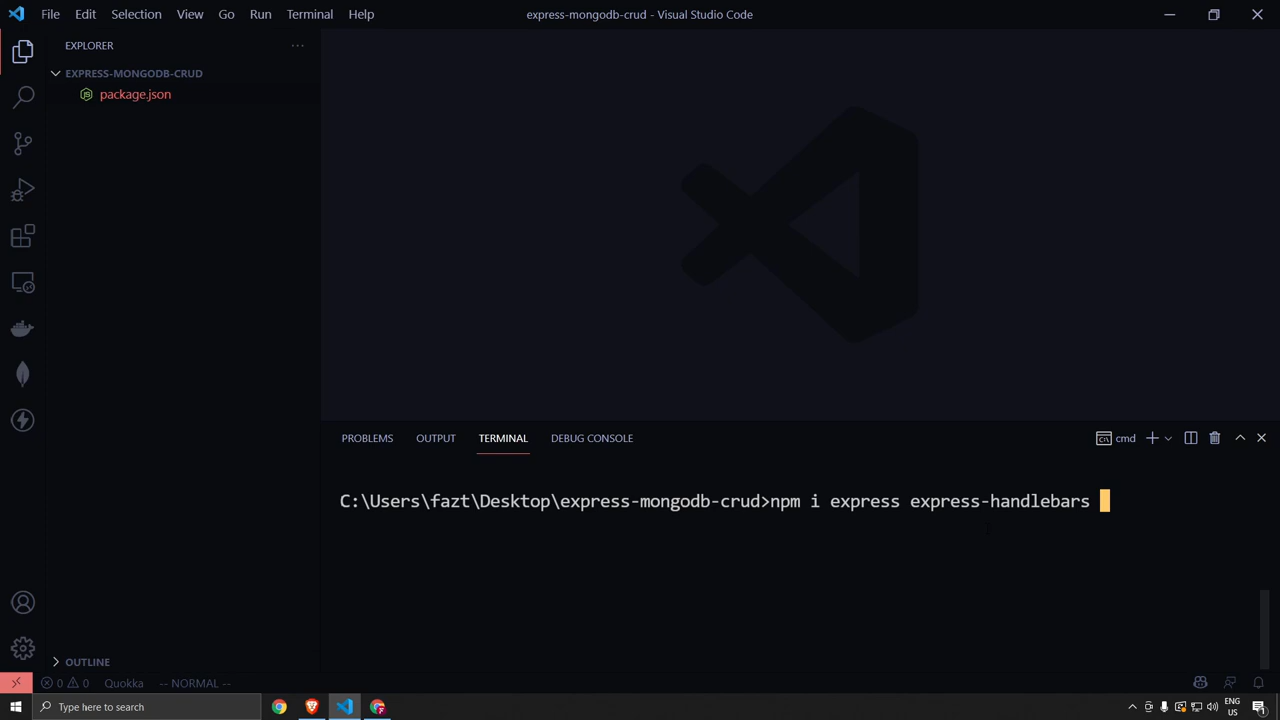 File Edit Selection View Go Run Terminal Help
express-mongodb-crud - Visual Studio Code
EXPLORER
EXPRESS-MONGODB-CRUD
package.json
PROBLEMS OUTPUT TERMINAL DEBUG CONSOLE
cmd
C:\Users\fazt\Desktop\express-mongodb-crud>npm i express express-handlebars
OUTLINE
0 0 Quokka -- NORMAL --
Type here to search
ENG
US